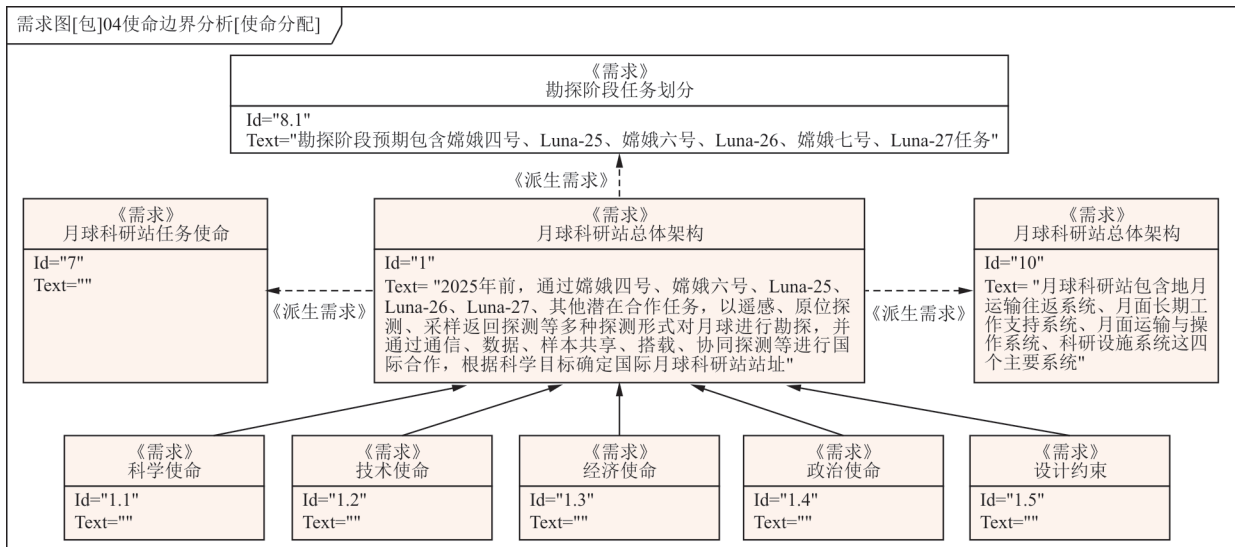 需求图[包]04使命边界分析[使命分配]
《需求》
勘探阶段任务划分
Id="8.1"
Text="勘探阶段预期包含嫦娥四号、Luna-25、嫦娥六号、Luna-26、嫦娥七号、Luna-27任务"
《派生需求》
《需求》
月球科研站任务使命
Id="7"
Text=""
《派生需求》
《需求》
月球科研站总体架构
Id="1"
Text= "2025年前，通过嫦娥四号、嫦娥六号、Luna-25、
Luna-26、Luna-27、其他潜在合作任务，以遥感、原位探
测、采样返回探测等多种探测形式对月球进行勘探，并
通过通信、数据、样本共享、搭载、协同探测等进行国
际合作，根据科学目标确定国际月球科研站站址"
《派生需求》
《需求》
月球科研站总体架构
Id="10"
Text= "月球科研站包含地月
运输往返系统、月面长期工
作支持系统、月面运输与操
作系统、科研设施系统这四
个主要系统"
《需求》
科学使命
Id="1.1"
Text=""
《需求》
技术使命
Id="1.2"
Text=""
《需求》
经济使命
Id="1.3"
Text=""
《需求》
政治使命
Id="1.4"
Text=""
《需求》
设计约束
Id="1.5"
Text=""